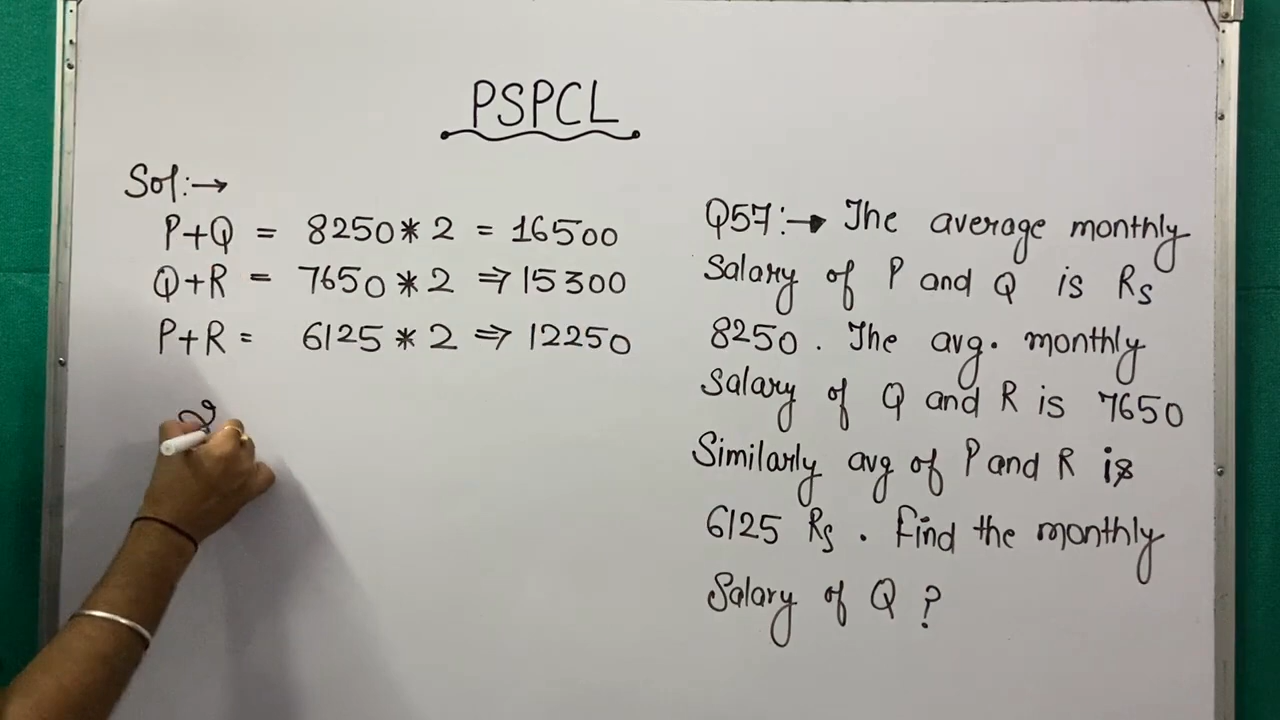 PSPCL
Sol:→
P+Q = 8250*2 = 16500
Q+R = 7650*2 ⇒ 15300
P+R = 6125*2 ⇒ 12250
2
Q57:→ The average monthly
Salary of P and Q is Rs
8250. The avg. monthly
Salary of Q and R is 7650
Similarly avg of P and R is
6125 Rs. Find the monthly
Salary of Q ?